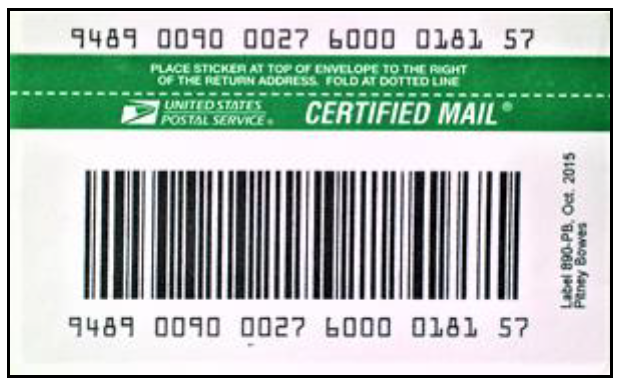 9489 0090 0027 6000 0181 57
PLACE STICKER AT TOP OF ENVELOPE TO THE RIGHT
OF THE RETURN ADDRESS. FOLD AT DOTTED LINE
UNITED STATES
POSTAL SERVICE®
CERTIFIED MAIL®
Label 890-PB, Oct. 2015
Pitney Bowes
9489 0090 0027 6000 0181 57